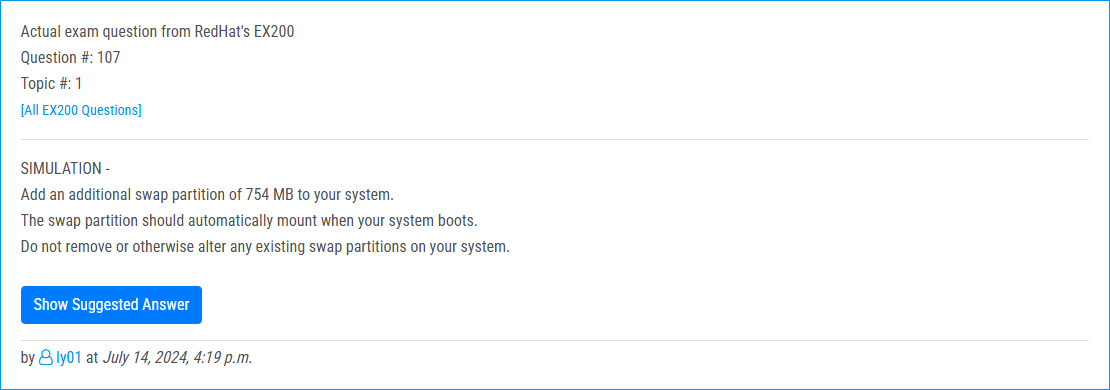 Actual exam question from RedHat's EX200
Question #: 107
Topic #: 1
[All EX200 Questions]
SIMULATION -
Add an additional swap partition of 754 MB to your system.
The swap partition should automatically mount when your system boots.
Do not remove or otherwise alter any existing swap partitions on your system.
Show Suggested Answer
by ly01 at July 14, 2024, 4:19 p.m.